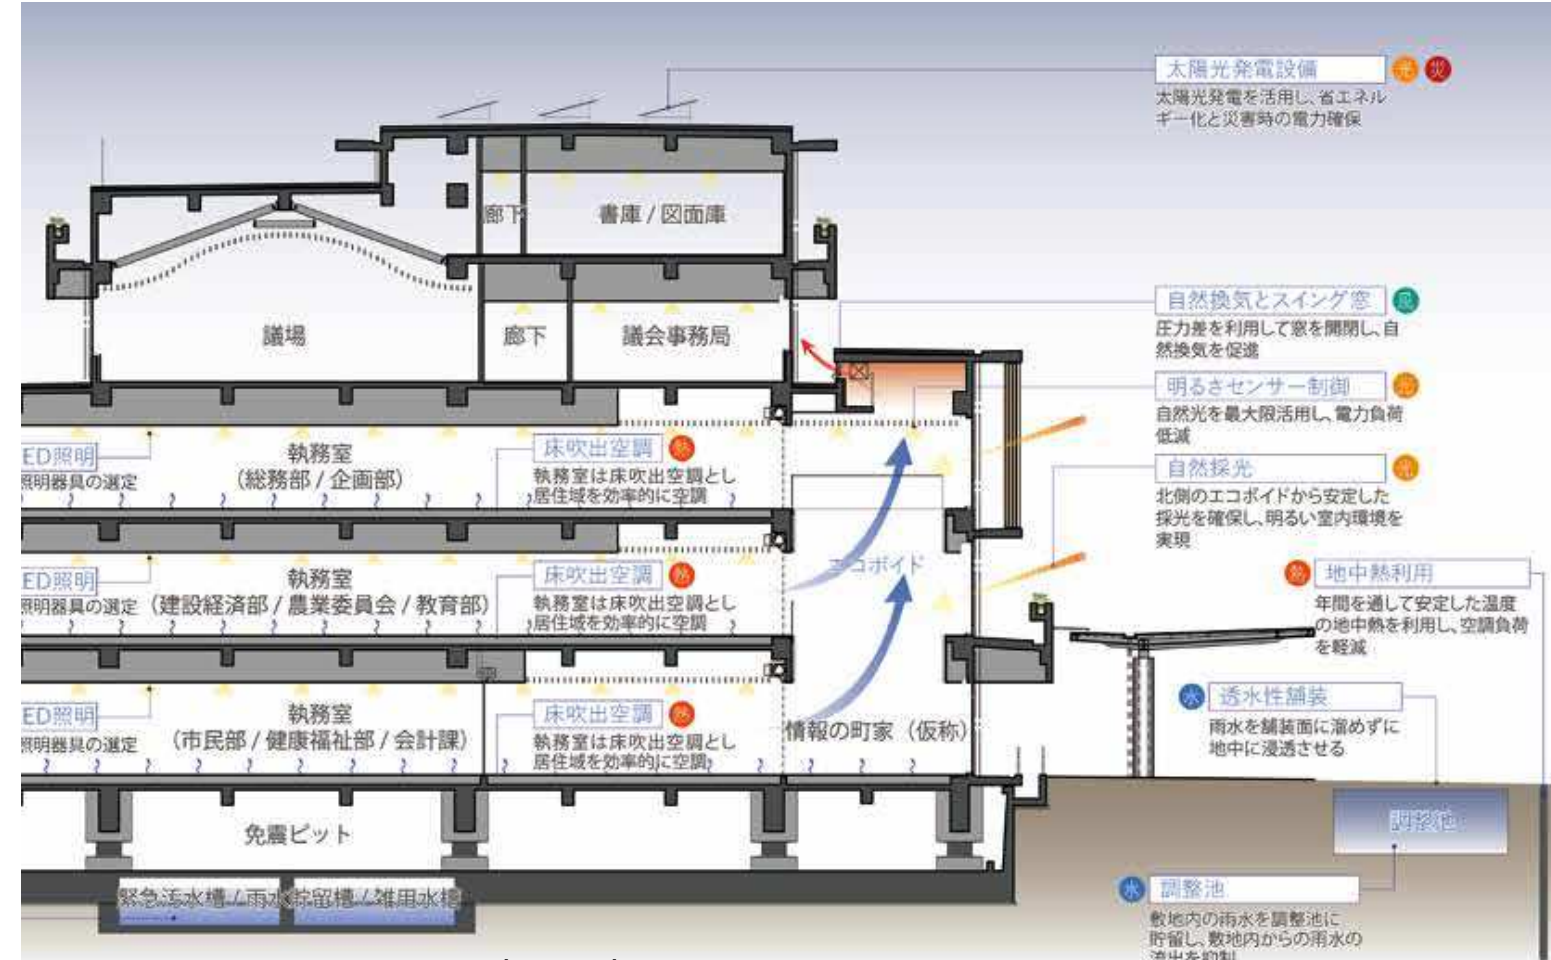 太陽光発電設備 光 災
太陽光発電を活用し、省エネル
ギー化と災害時の電力確保
廊下
書庫 / 図面庫
議場
廊下
議会事務局
自然換気とスイング窓 風
圧力差を利用して窓を開閉し、自
然換気を促進
明るさセンサー制御 光
自然光を最大限活用し、電力負荷
低減
自然採光 光
北側のエコボイドから安定した
採光を確保し、明るい室内環境を
実現
ED照明
照明器具の選定
執務室
(総務部 / 企画部)
床吹出空調 熱
執務室は床吹出空調とし
居住域を効率的に空調
ED照明
照明器具の選定
執務室
(建設経済部 / 農業委員会 / 教育部)
床吹出空調 熱
執務室は床吹出空調とし
居住域を効率的に空調
エコボイド
熱 地中熱利用
年間を通して安定した温度
の地中熱を利用し、空調負荷
を軽減
ED照明
照明器具の選定
執務室
(市民部 / 健康福祉部 / 会計課)
床吹出空調 熱
執務室は床吹出空調とし
居住域を効率的に空調
情報の町家（仮称）
水 透水性舗装
雨水を舗装面に溜めずに
地中に浸透させる
免震ピット
調整池
緊急汚水槽 / 雨水貯留槽 / 雑用水槽
水 調整池
敷地内の雨水を調整池に
貯留し、敷地内からの雨水の
流出を抑制